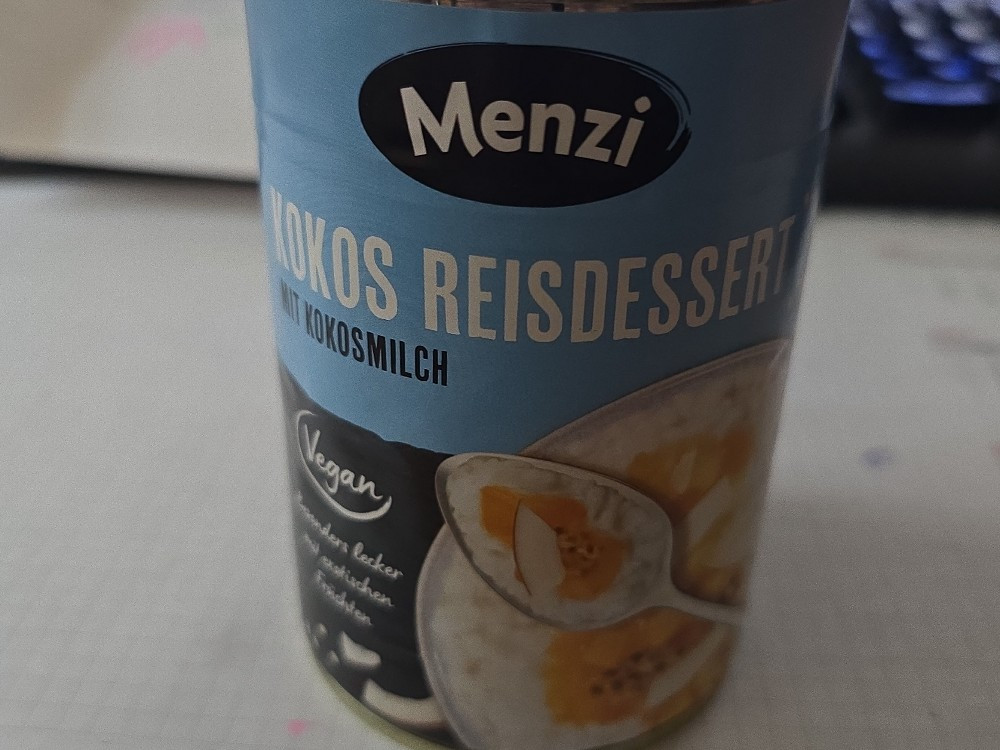 Menzi
KOKOS REISDESSERT
MIT KOKOSMILCH
Vegan
Besonders lecker
mit exotischen
Früchten